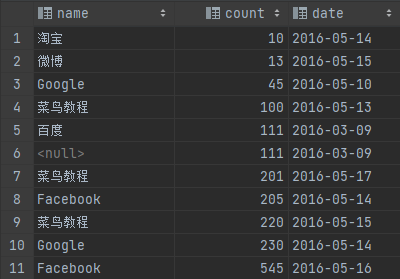 name count date
1 淘宝 10 2016-05-14
2 微博 13 2016-05-15
3 Google 45 2016-05-10
4 菜鸟教程 100 2016-05-13
5 百度 111 2016-03-09
6 <null> 111 2016-03-09
7 菜鸟教程 201 2016-05-17
8 Facebook 205 2016-05-14
9 菜鸟教程 220 2016-05-15
10 Google 230 2016-05-14
11 Facebook 545 2016-05-16